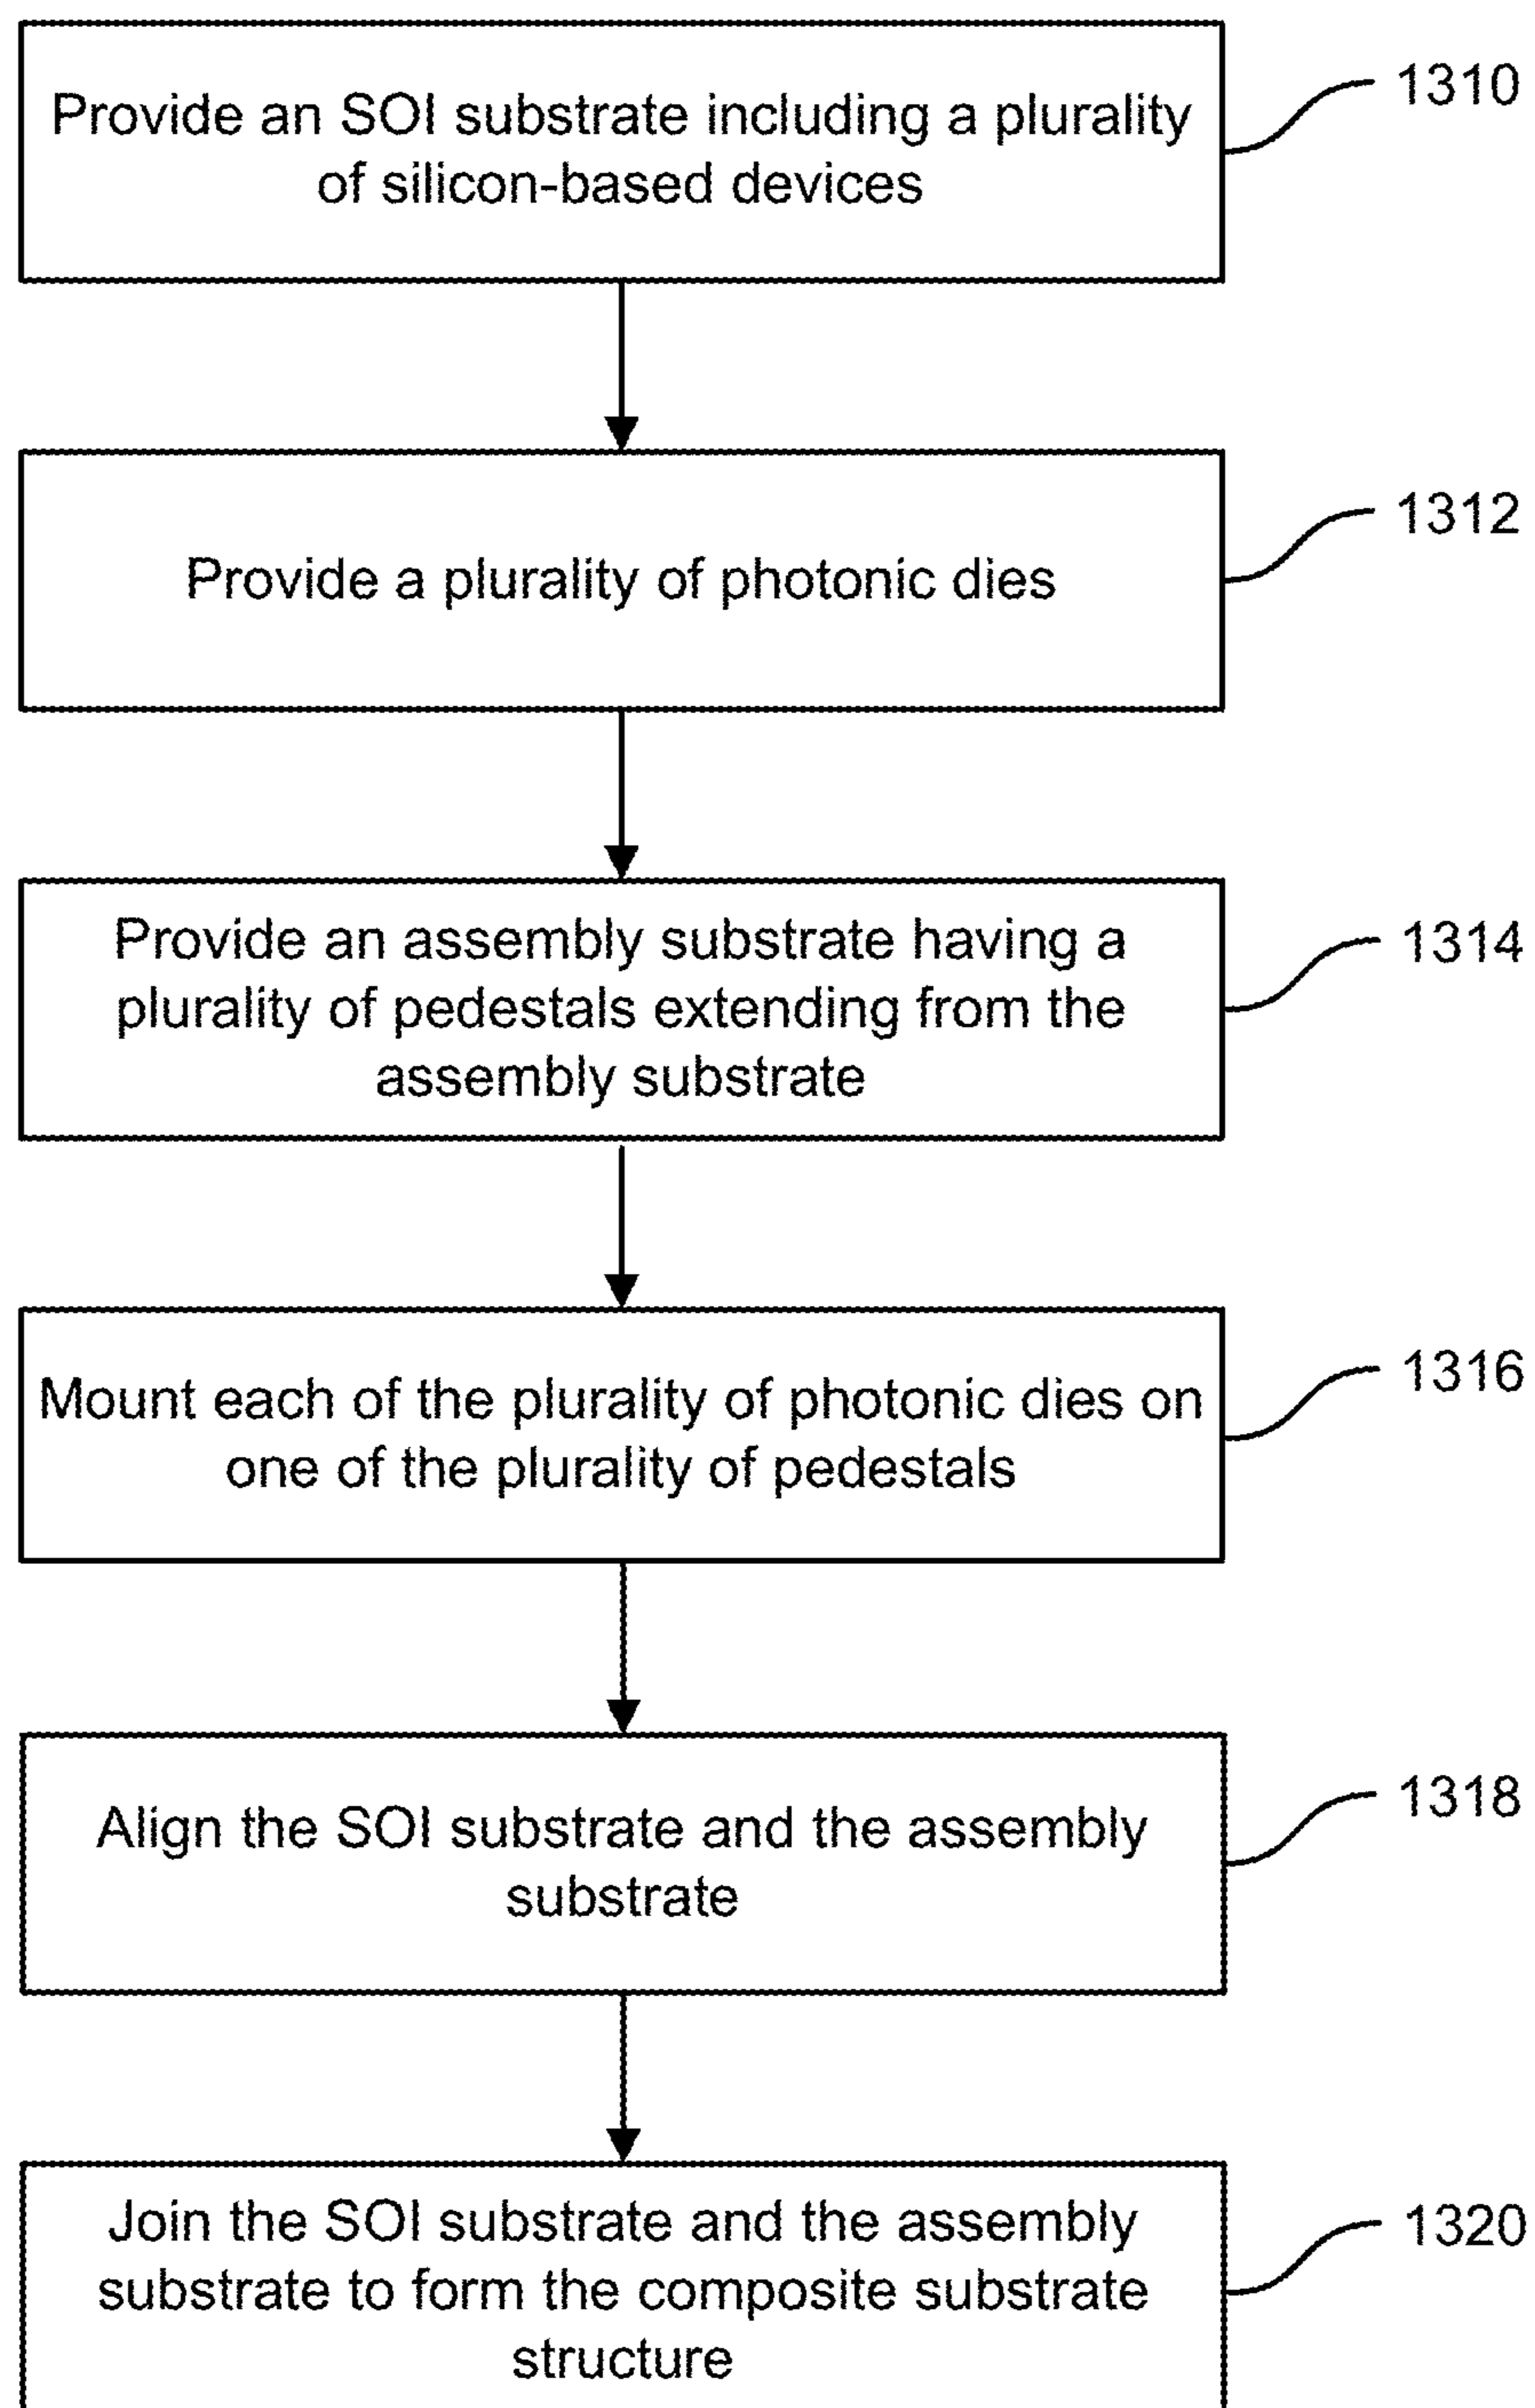 Provide an SOI substrate including a plurality
of silicon-based devices
1310
Provide a plurality of photonic dies
1312
Provide an assembly substrate having a
plurality of pedestals extending from the
assembly substrate
1314
Mount each of the plurality of photonic dies on
one of the plurality of pedestals
1316
Align the SOI substrate and the assembly
substrate
1318
Join the SOI substrate and the assembly
substrate to form the composite substrate
structure
1320